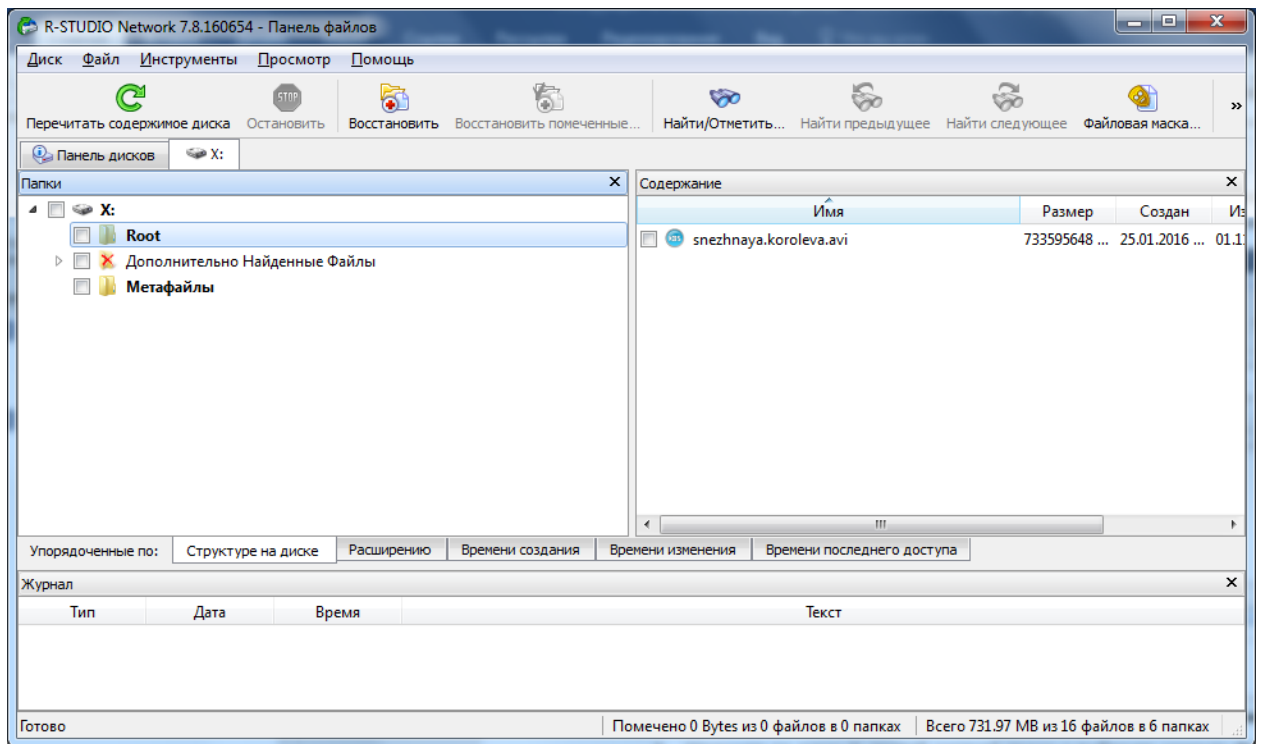 R-STUDIO Network 7.8.160654 - Панель файлов
Диск Файл Инструменты Просмотр Помощь
STOP
Перечитать содержимое диска Остановить Восстановить Восстановить помеченные... Найти/Отметить... Найти предыдущее Найти следующее Файловая маска... »
Панель дисков X:
Папки
X:
Root
Дополнительно Найденные Файлы
Метафайлы
Содержание
Имя Размер Создан Из
snezhnaya.koroleva.avi 733595648 ... 25.01.2016 ... 01.1
Упорядоченные по: Структуре на диске Расширению Времени создания Времени изменения Времени последнего доступа
Журнал
Тип Дата Время Текст
Готово Помечено 0 Bytes из 0 файлов в 0 папках Всего 731.97 MB из 16 файлов в 6 папках